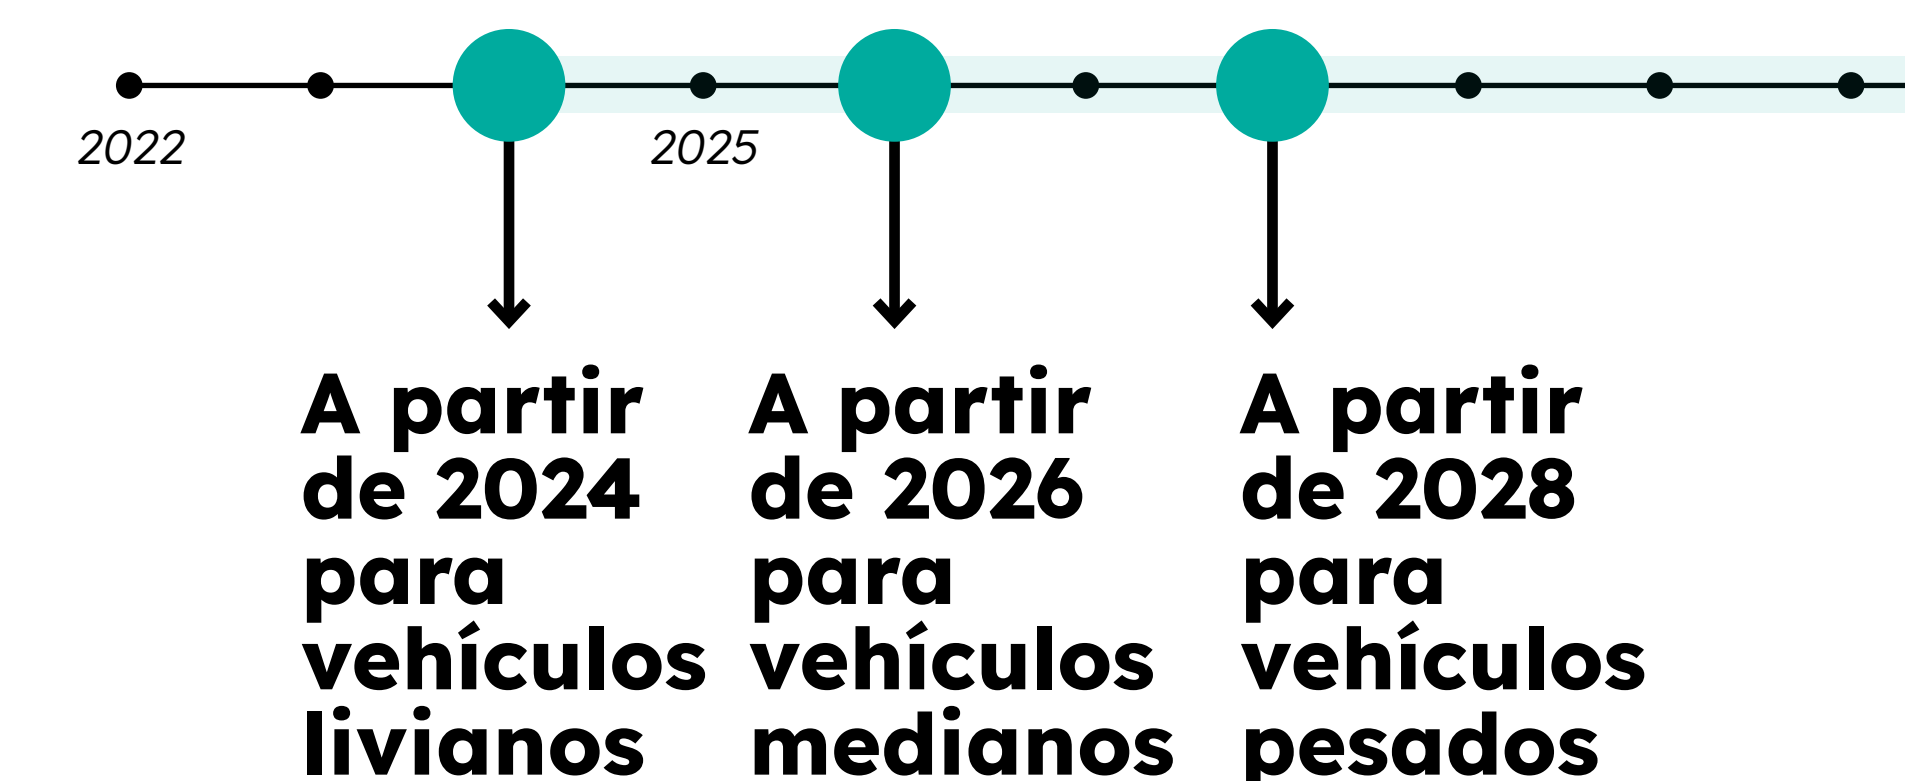 2022
2025
A partir
de 2024
para
vehículos
livianos
A partir
de 2026
para
vehículos
medianos
A partir
de 2028
para
vehículos
pesados